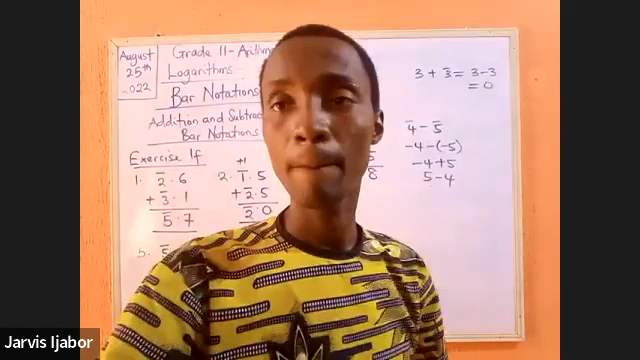 August
25th
2022
Grade 11 - Arithm
Logarithms
Bar Notations
Addition and Subtrac
Bar Notations
Exercise 1f
1. 2̅·6
+ 3̅·1
5̅·7
+1
2. 1̅·5
+ 2̅·5
2̅·0
8
5.
3 + 3̅ = 3-3
= 0
4̅ - 5̅
-4-(-5)
-4+5
5-4
Jarvis Ijabor